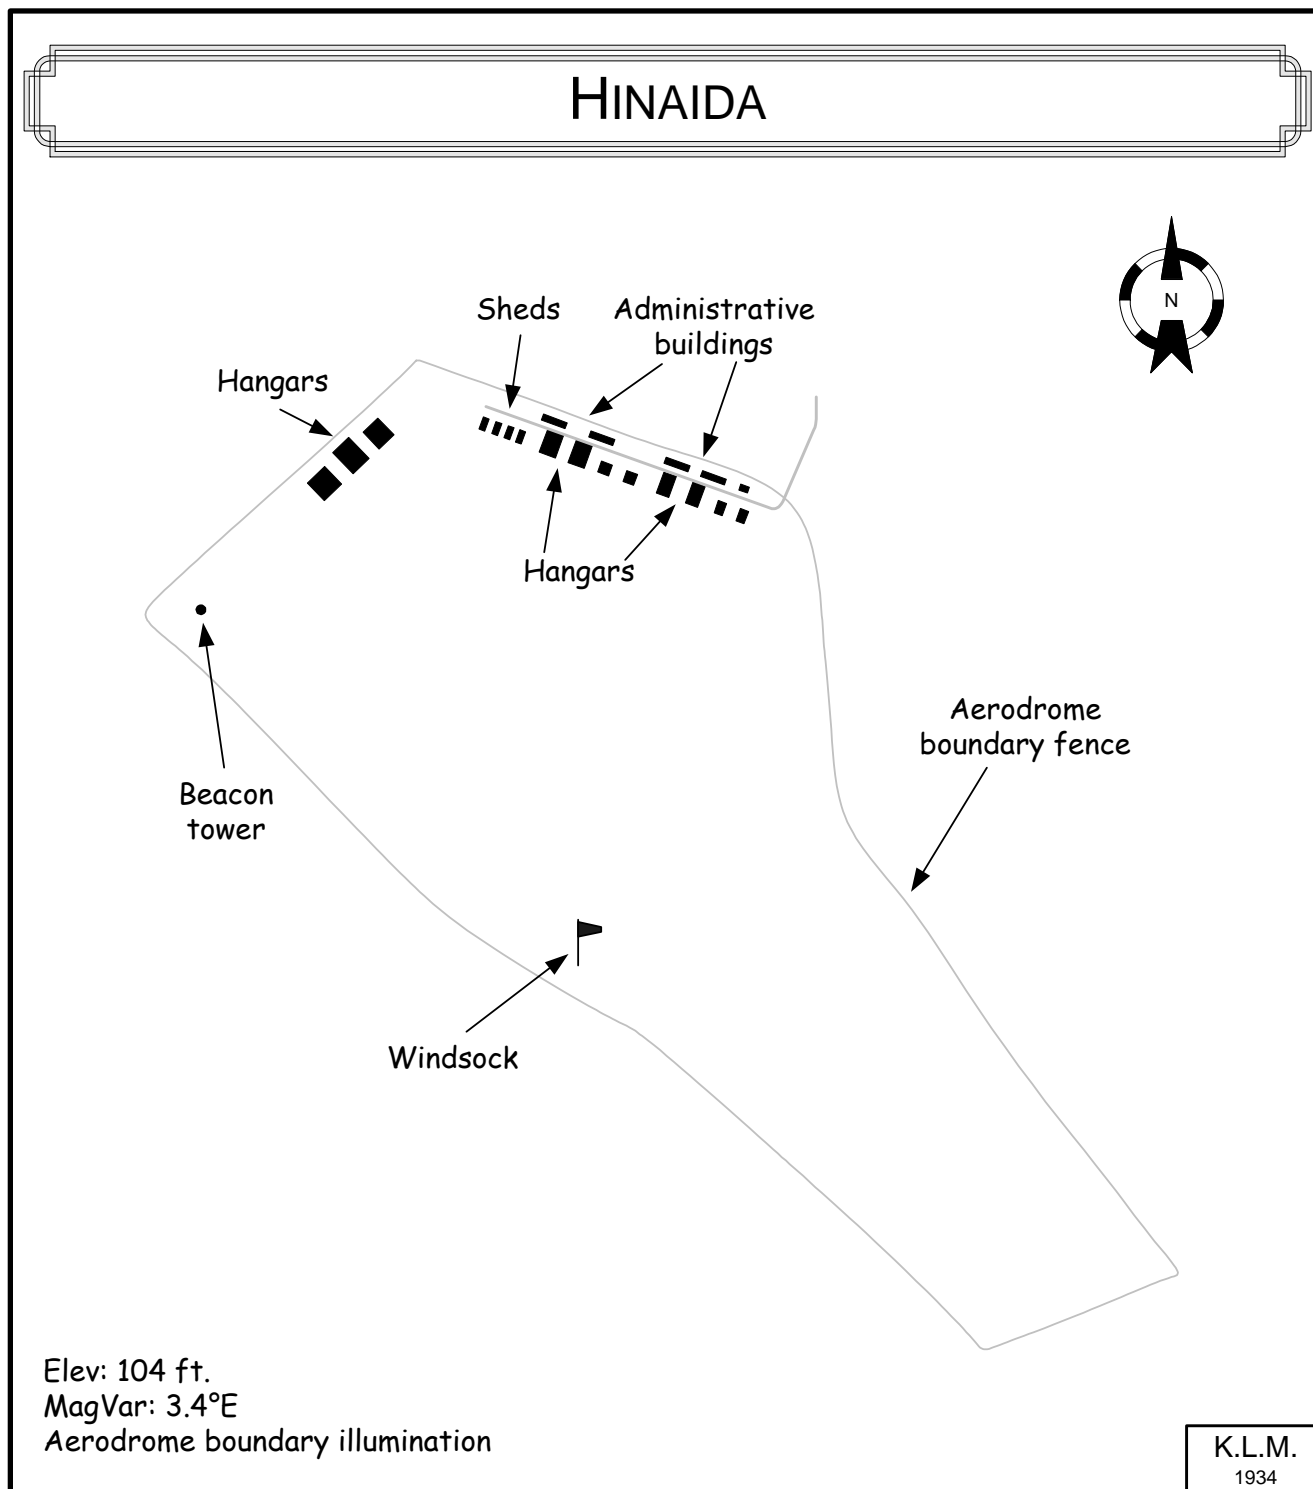 HINAIDA
N
Sheds
Administrative
buildings
Hangars
Hangars
Aerodrome
boundary fence
Beacon
tower
Windsock
Elev: 104 ft.
MagVar: 3.4°E
Aerodrome boundary illumination
K.L.M.
1934